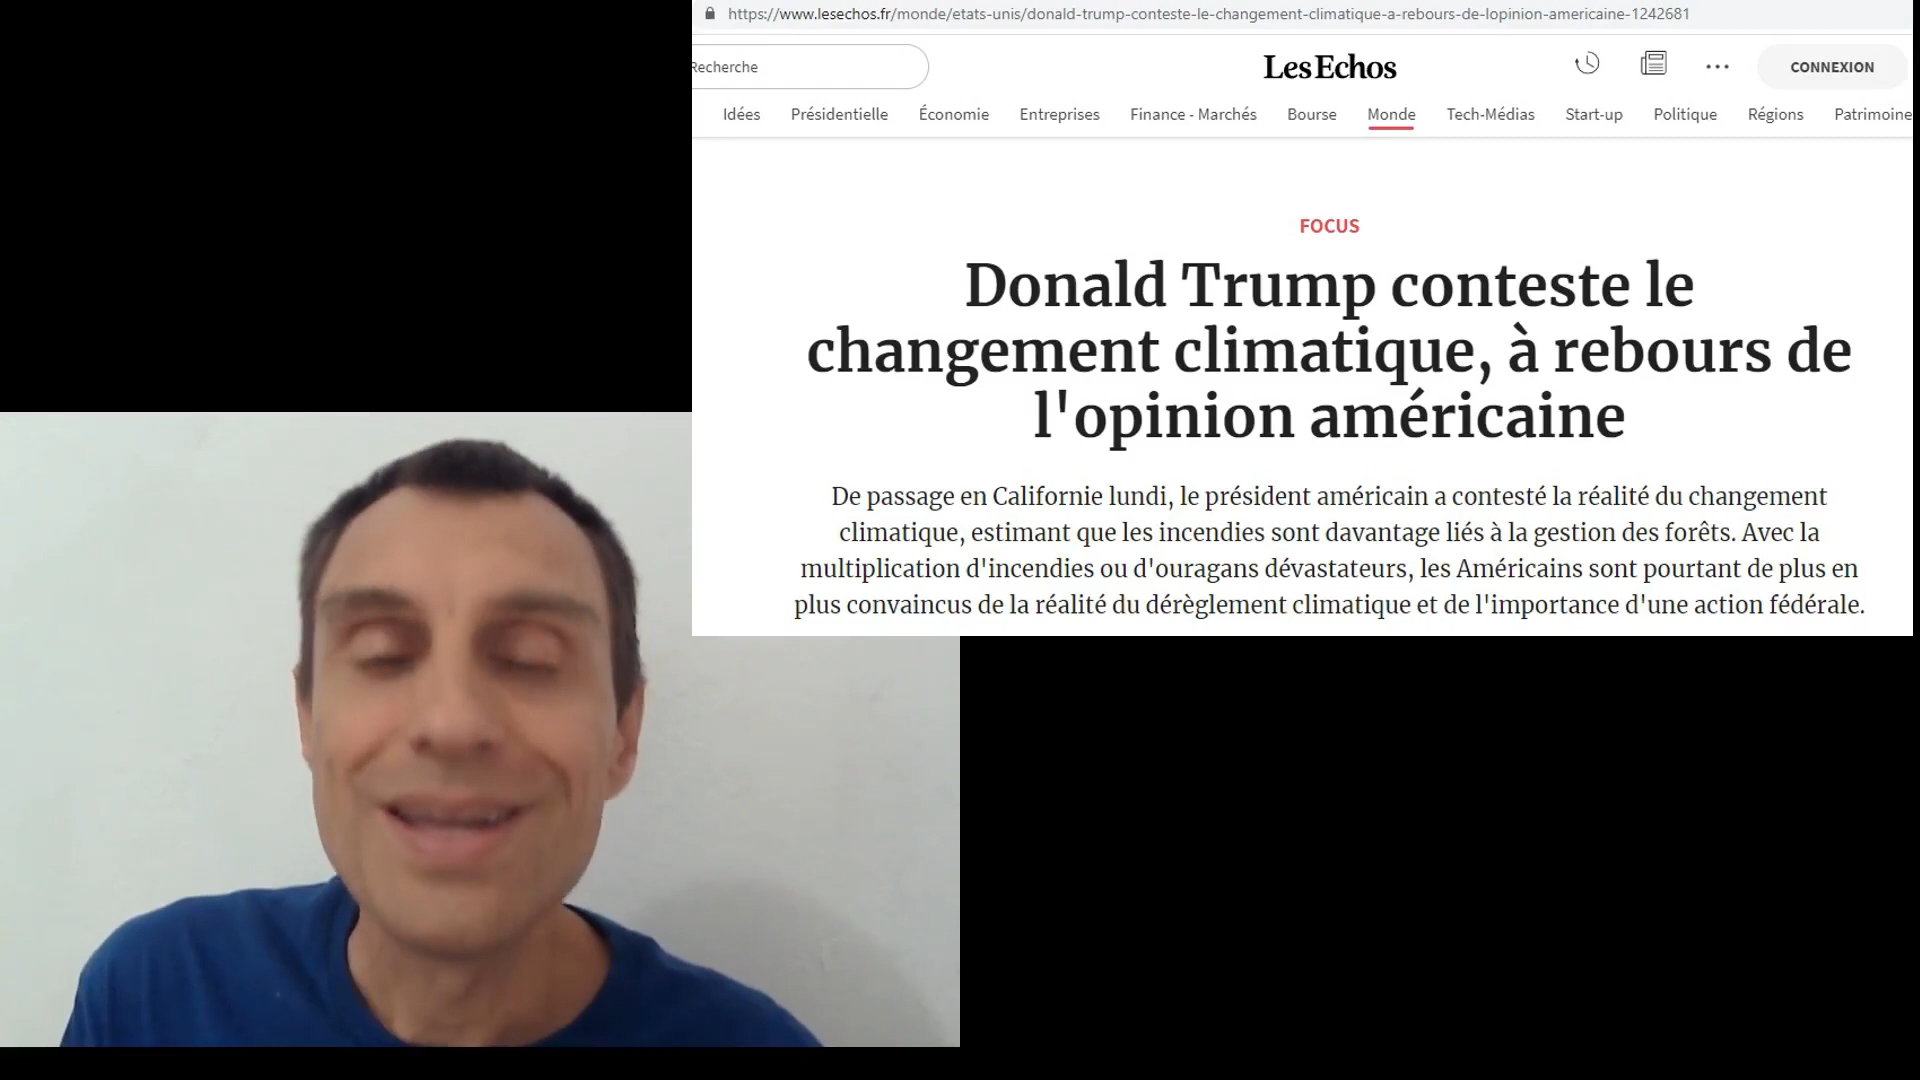 https://www.lesechos.fr/monde/etats-unis/donald-trump-conteste-le-changement-climatique-a-rebours-de-lopinion-americaine-1242681
Recherche
Les Echos
CONNEXION
Idées Présidentielle Économie Entreprises Finance - Marchés Bourse Monde Tech-Médias Start-up Politique Régions Patrimoine
FOCUS
Donald Trump conteste le
changement climatique, à rebours de
l'opinion américaine
De passage en Californie lundi, le président américain a contesté la réalité du changement
climatique, estimant que les incendies sont davantage liés à la gestion des forêts. Avec la
multiplication d'incendies ou d'ouragans dévastateurs, les Américains sont pourtant de plus en
plus convaincus de la réalité du dérèglement climatique et de l'importance d'une action fédérale.